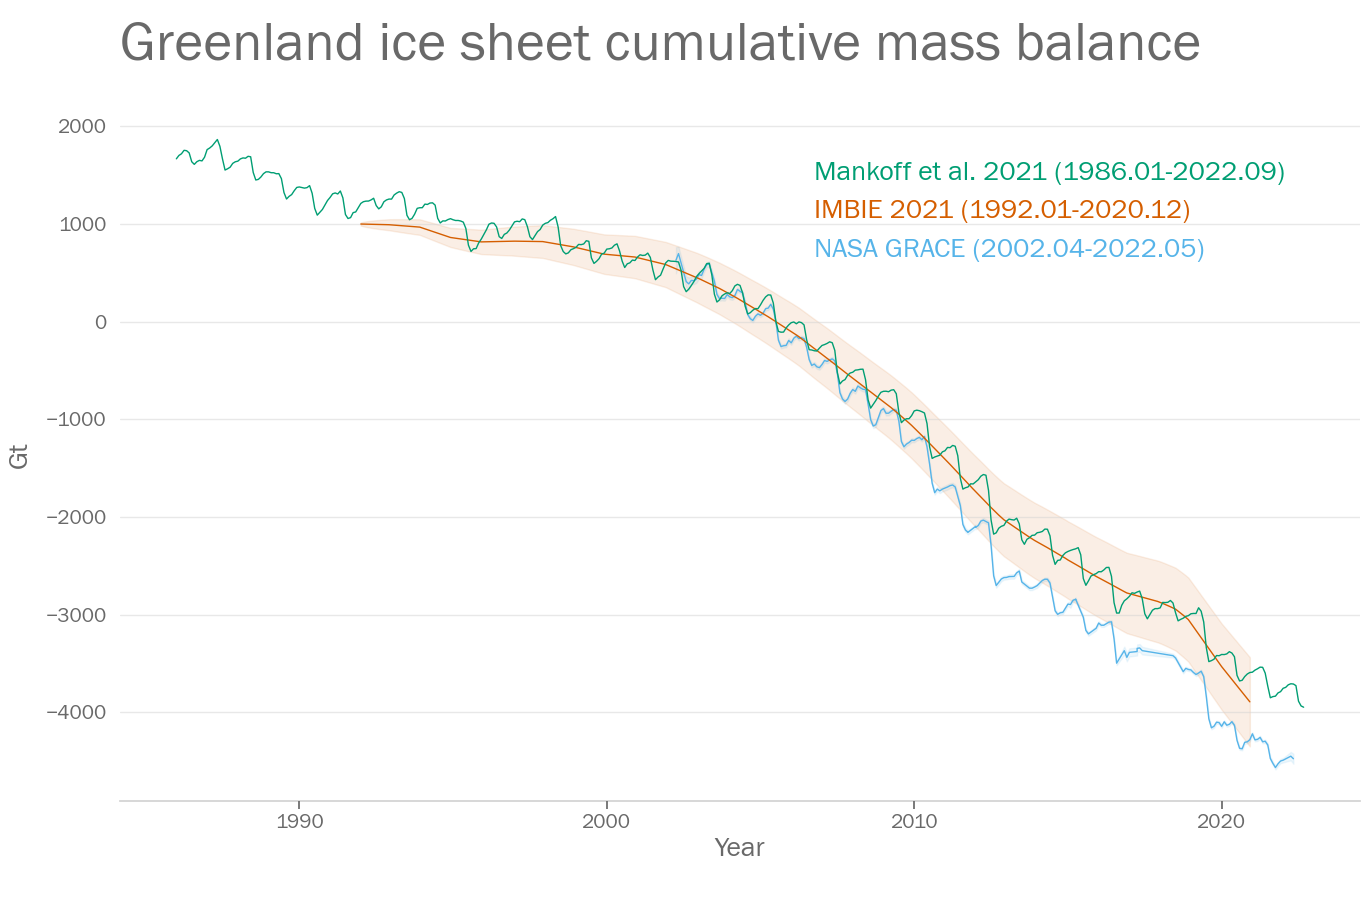 Greenland ice sheet cumulative mass balance
2000
Mankoff et al. 2021 (1986.01-2022.09)
IMBIE 2021 (1992.01-2020.12)
1000
NASA GRACE (2002.04-2022.05)
0
−1000
Gt
−2000
−3000
−4000
1990 2000 2010 2020
Year